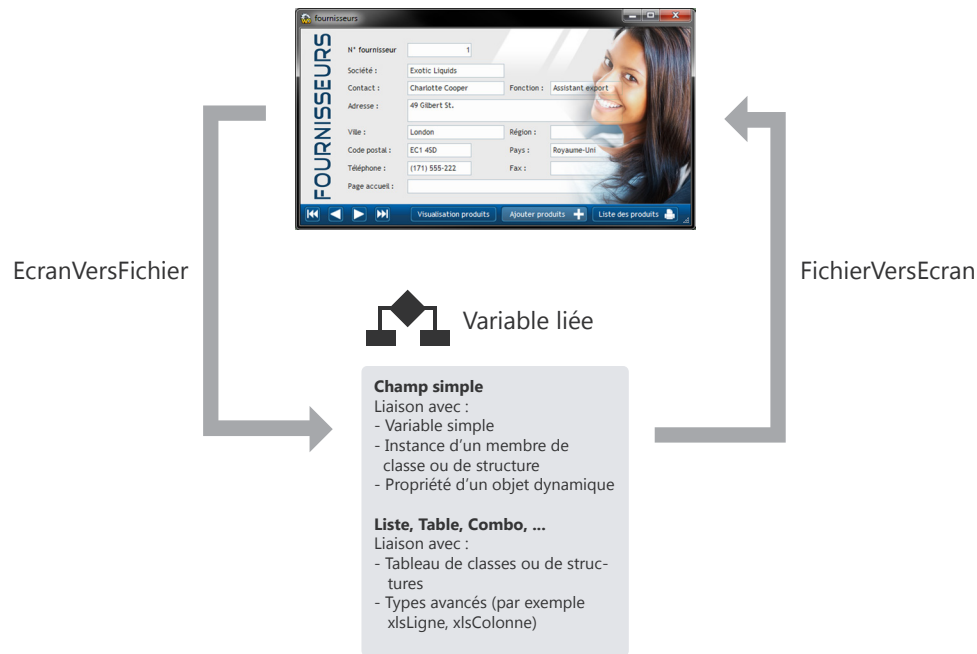 fournisseurs
FOURNISSEURS
N° fournisseur 1
Société : Exotic Liquids
Contact : Charlotte Cooper Fonction : Assistant export
Adresse : 49 Gilbert St.
Ville : London Région :
Code postal : EC1 4SD Pays : Royaume-Uni
Téléphone : (171) 555-222 Fax :
Page accueil :
Visualisation produits Ajouter produits Liste des produits
EcranVersFichier
FichierVersEcran
Variable liée
Champ simple
Liaison avec :
- Variable simple
- Instance d’un membre de
classe ou de structure
- Propriété d’un objet dynamique
Liste, Table, Combo, ...
Liaison avec :
- Tableau de classes ou de struc-
tures
- Types avancés (par exemple
xlsLigne, xlsColonne)